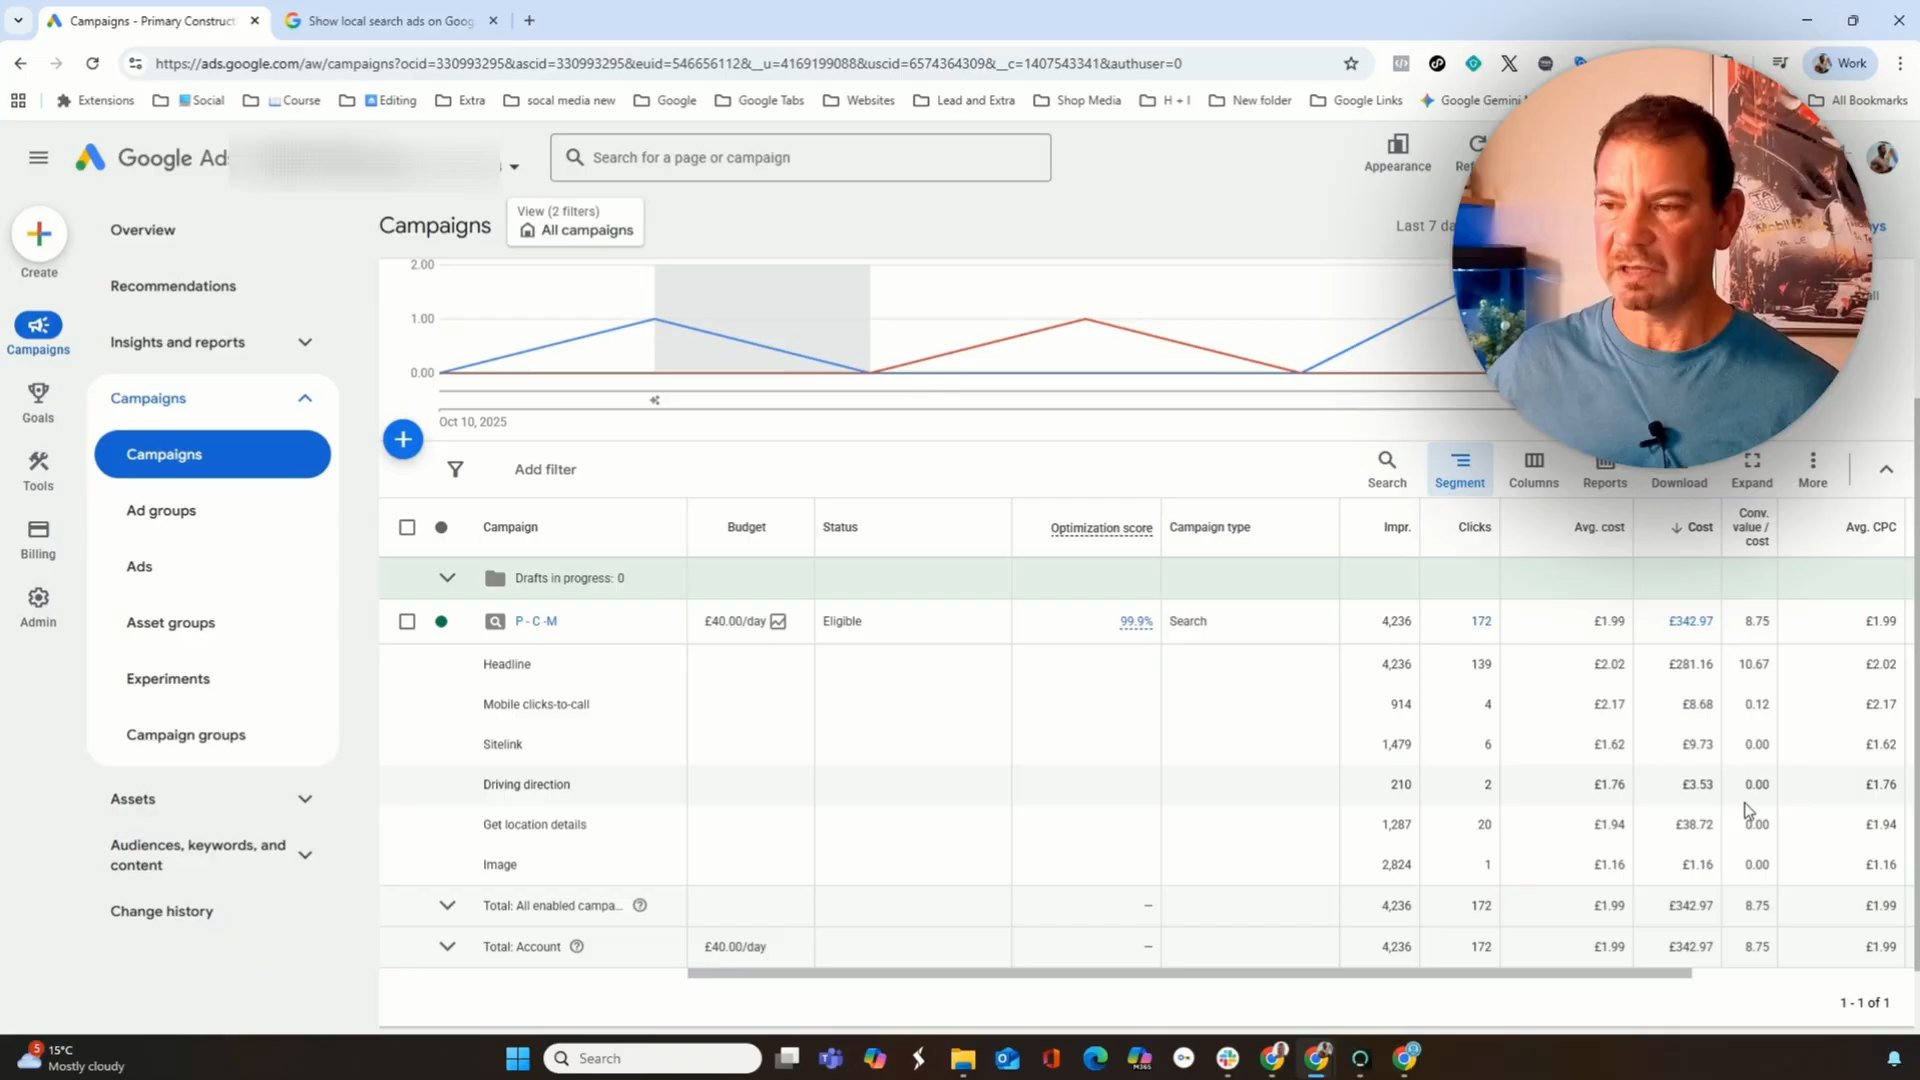 Campaigns - Primary Construct
Show local search ads on Goog
https://ads.google.com/aw/campaigns?ocid=330993295&ascid=330993295&euid=546656112&__u=4169199088&uscid=6574364309&__c=1407543341&authuser=0
Work
Extensions
Social
Course
Editing
Extra
socal media new
Google
Google Tabs
Websites
Lead and Extra
Shop Media
H + I
New folder
Google Links
Google Gemini
All Bookmarks
Google Ads
Search for a page or campaign
Appearance
Create
Campaigns
Goals
Tools
Billing
Admin
Overview
Recommendations
Insights and reports
Campaigns
Campaigns
Ad groups
Ads
Asset groups
Experiments
Campaign groups
Assets
Audiences, keywords, and
content
Change history
Campaigns
View (2 filters)
All campaigns
Last 7 da
2.00
1.00
0.00
Oct 10, 2025
Add filter
Search
Segment
Columns
Reports
Download
Expand
More
Campaign Budget Status Optimization score Campaign type Impr. Clicks Avg. cost Cost Conv. value / cost Avg. CPC
Drafts in progress: 0
P - C -M £40.00/day Eligible 99.9% Search 4,236 172 £1.99 £342.97 8.75 £1.99
Headline 4,236 139 £2.02 £281.16 10.67 £2.02
Mobile clicks-to-call 914 4 £2.17 £8.68 0.12 £2.17
Sitelink 1,479 6 £1.62 £9.73 0.00 £1.62
Driving direction 210 2 £1.76 £3.53 0.00 £1.76
Get location details 1,287 20 £1.94 £38.72 0.00 £1.94
Image 2,824 1 £1.16 £1.16 0.00 £1.16
Total: All enabled campa... – 4,236 172 £1.99 £342.97 8.75 £1.99
Total: Account £40.00/day – 4,236 172 £1.99 £342.97 8.75 £1.99
1 - 1 of 1
5
15°C
Mostly cloudy
Search